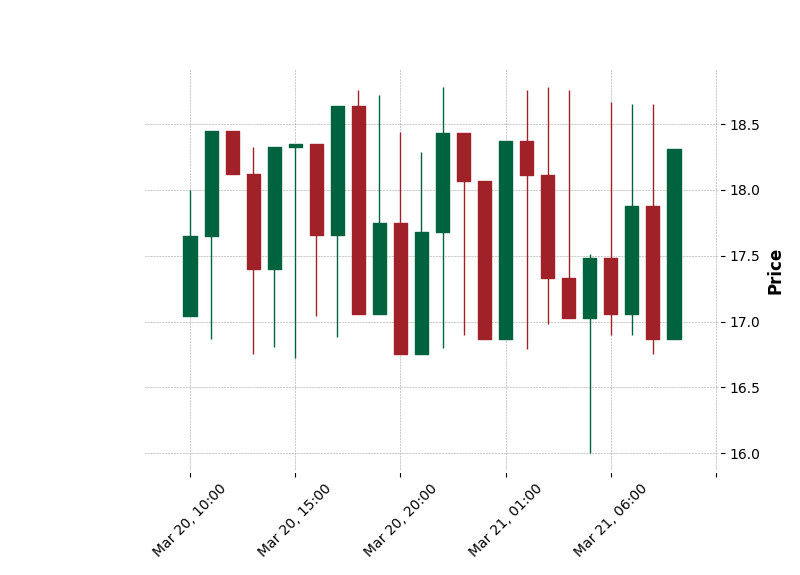 18.5
18.0
17.5
17.0
16.5
16.0
Price
Mar 20, 10:00
Mar 20, 15:00
Mar 20, 20:00
Mar 21, 01:00
Mar 21, 06:00